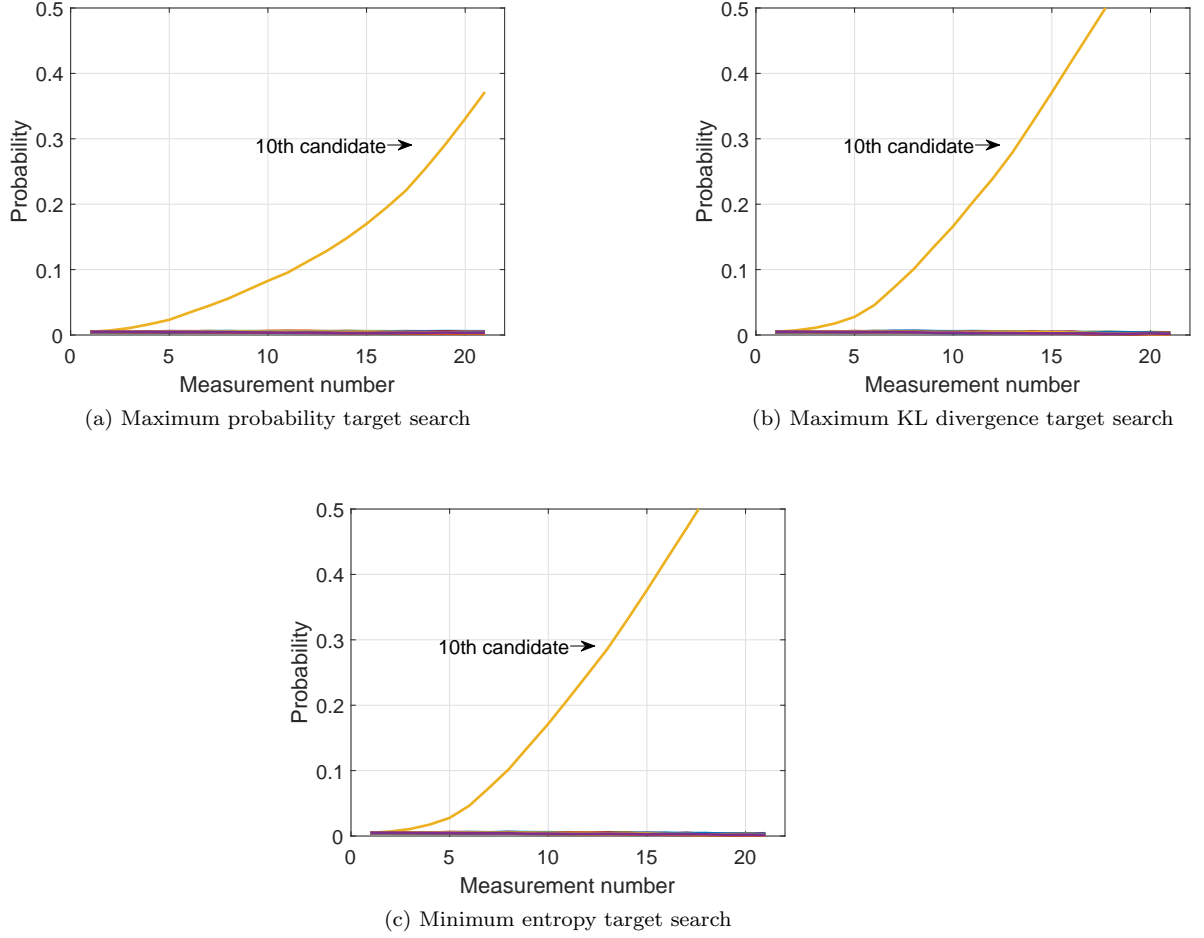 0.5
0.4
0.3
0.2
0.1
0
Probability
10th candidate
0 5 10 15 20
Measurement number
(a) Maximum probability target search
0.5
0.4
0.3
0.2
0.1
0
Probability
10th candidate
0 5 10 15 20
Measurement number
(b) Maximum KL divergence target search
0.5
0.4
0.3
0.2
0.1
0
Probability
10th candidate
0 5 10 15 20
Measurement number
(c) Minimum entropy target search